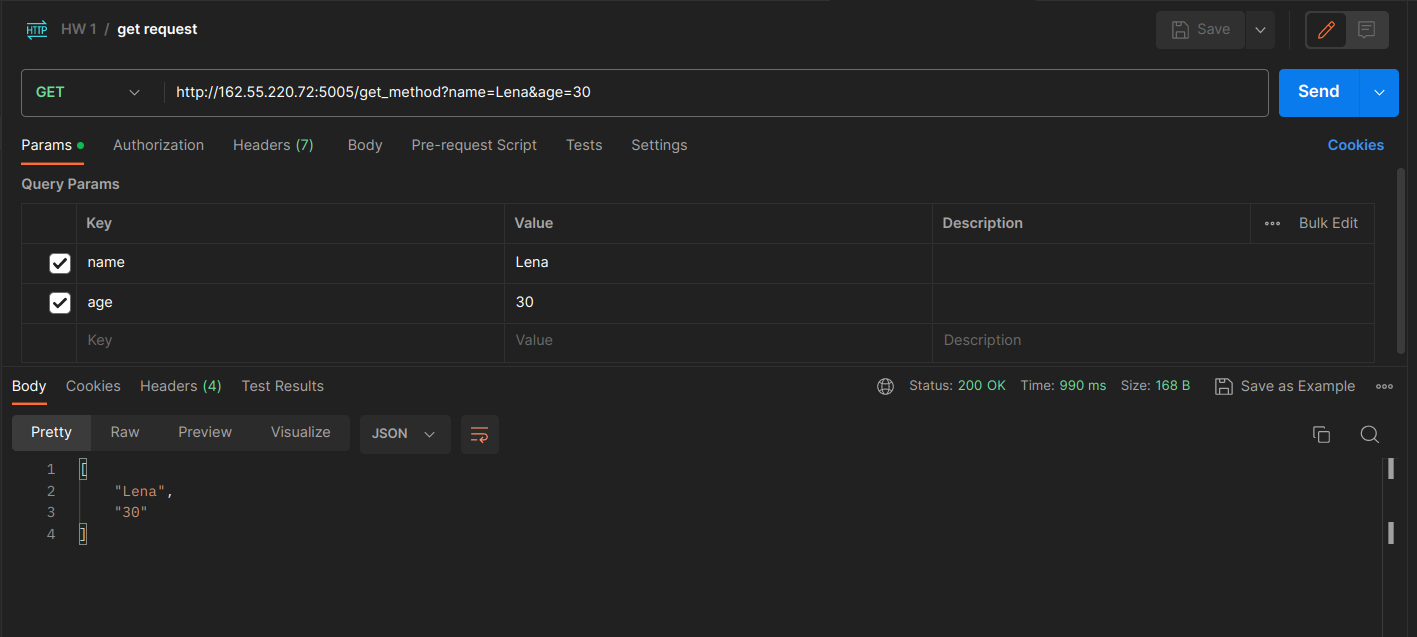 HTTP HW 1 / get request Save
GET http://162.55.220.72:5005/get_method?name=Lena&age=30 Send
Params Authorization Headers (7) Body Pre-request Script Tests Settings Cookies
Query Params
Key Value Description Bulk Edit
name Lena
age 30
Key Value Description
Body Cookies Headers (4) Test Results Status: 200 OK Time: 990 ms Size: 168 B Save as Example
Pretty Raw Preview Visualize JSON
1 [
2 "Lena",
3 "30"
4 ]